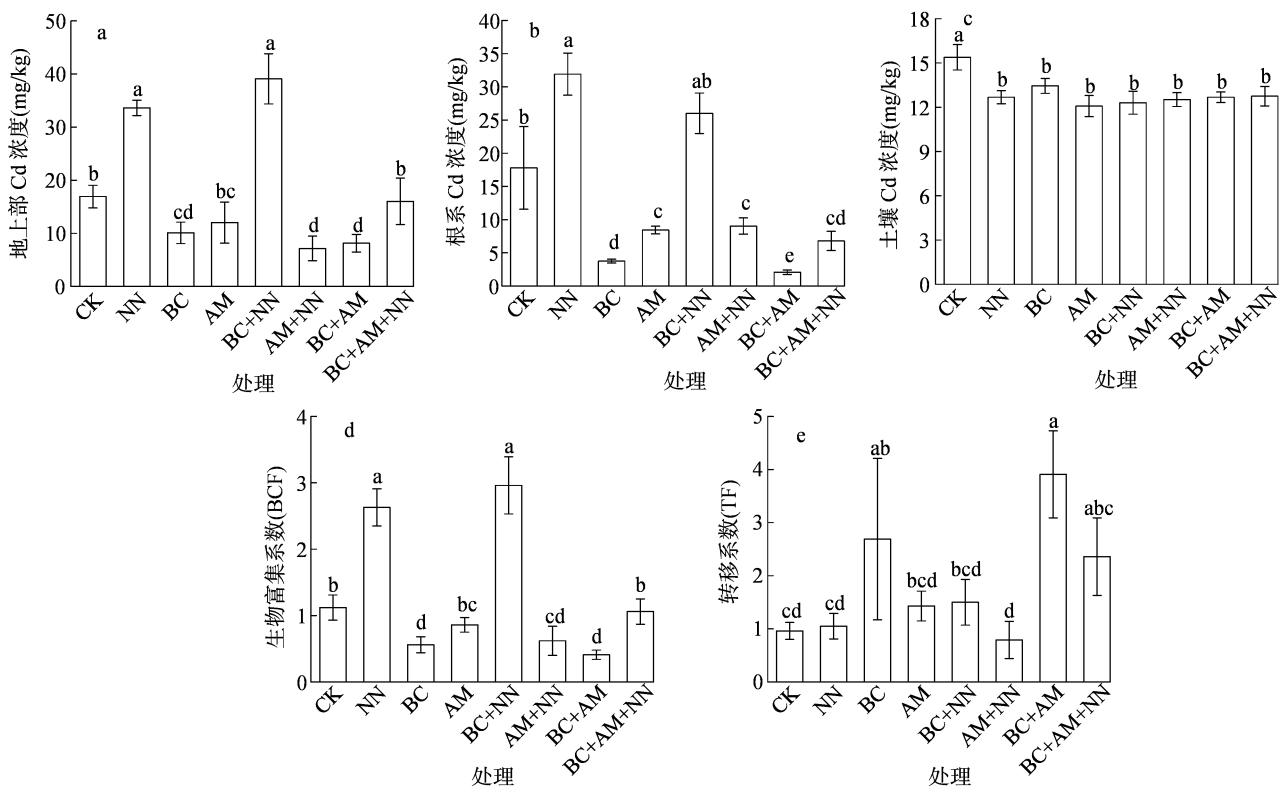 a
地上部 Cd 浓度(mg/kg)
50
40
30
20
10
0
b
a
cd
bc
a
d
d
b
CK
NN
BC
AM
BC+NN
AM+NN
BC+AM
BC+AM+NN
处理
b
根系 Cd 浓度(mg/kg)
40
35
30
25
20
15
10
5
0
b
a
d
c
ab
c
e
cd
CK
NN
BC
AM
BC+NN
AM+NN
BC+AM
BC+AM+NN
处理
c
土壤 Cd 浓度(mg/kg)
18
15
12
9
6
3
0
a
b
b
b
b
b
b
b
CK
NN
BC
AM
BC+NN
AM+NN
BC+AM
BC+AM+NN
处理
d
生物富集系数(BCF)
4
3
2
1
0
b
a
d
bc
a
cd
d
b
CK
NN
BC
AM
BC+NN
AM+NN
BC+AM
BC+AM+NN
处理
e
转移系数(TF)
5
4
3
2
1
0
cd
cd
ab
bcd
bcd
d
a
abc
CK
NN
BC
AM
BC+NN
AM+NN
BC+AM
BC+AM+NN
处理